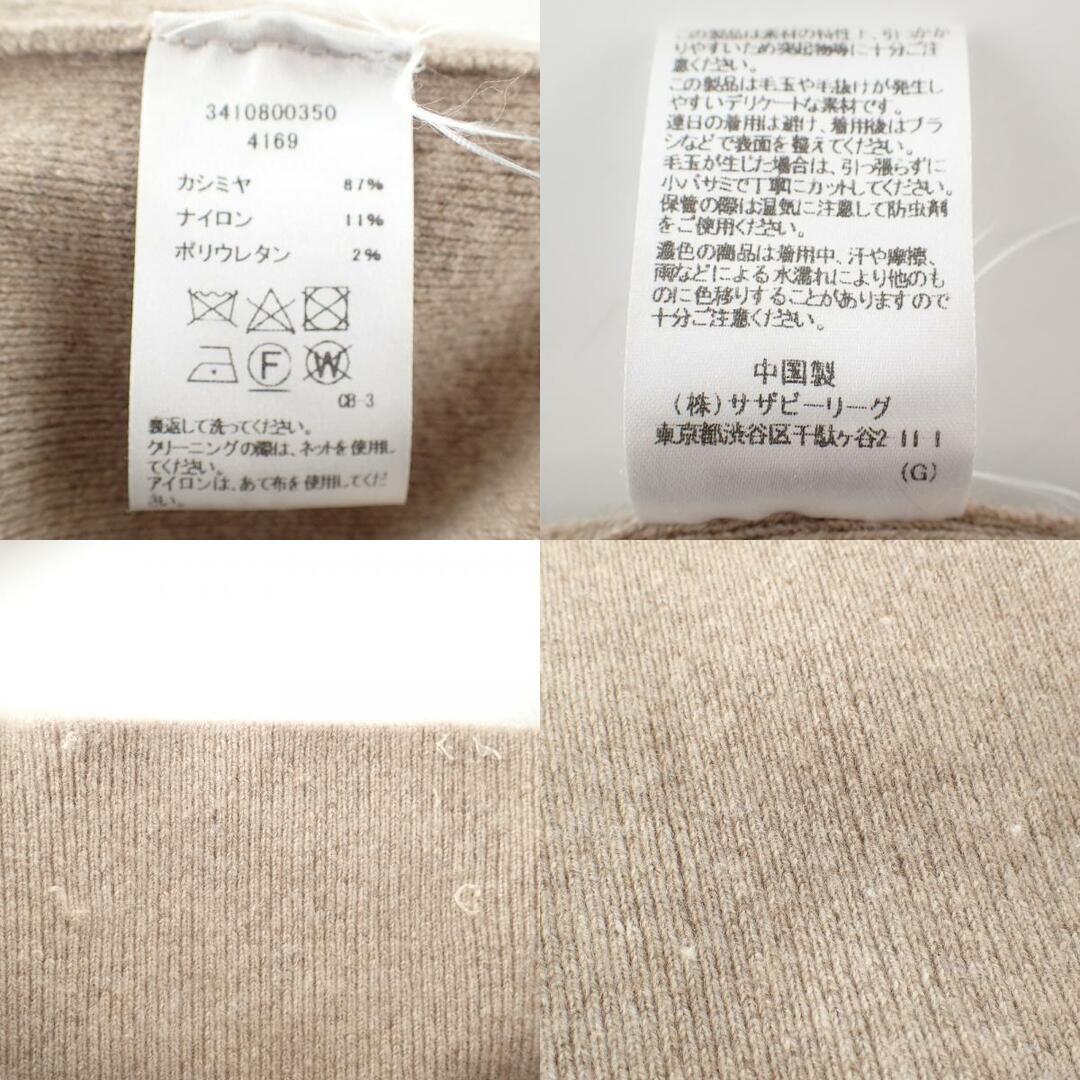 3410800350
4169
カシミヤ 87%
ナイロン 11%
ポリウレタン 2%
F W
CB-3
裏返して洗ってください。
クリーニングの際は、ネットを使用し
てください。
アイロンは、あて布を使用してくだ
さい。
この製品は素材の特性上、引っかか
りやすいため突起物等に十分ご注
意ください。
この製品は毛玉や毛抜けが発生し
やすいデリケートな素材です。
連日の着用は避け、着用後はブラ
シなどで表面を整えてください。
毛玉が生じた場合は、引っ張らずに
小バサミで丁寧にカットしてください。
保管の際は湿気に注意して防虫剤
をご使用ください。
濃色の商品は着用中、汗や摩擦、
雨などによる水濡れにより他のも
のに色移りすることがありますので
十分ご注意ください。
中国製
(株)サザビーリーグ
東京都渋谷区千駄ヶ谷2 11 1
(G)